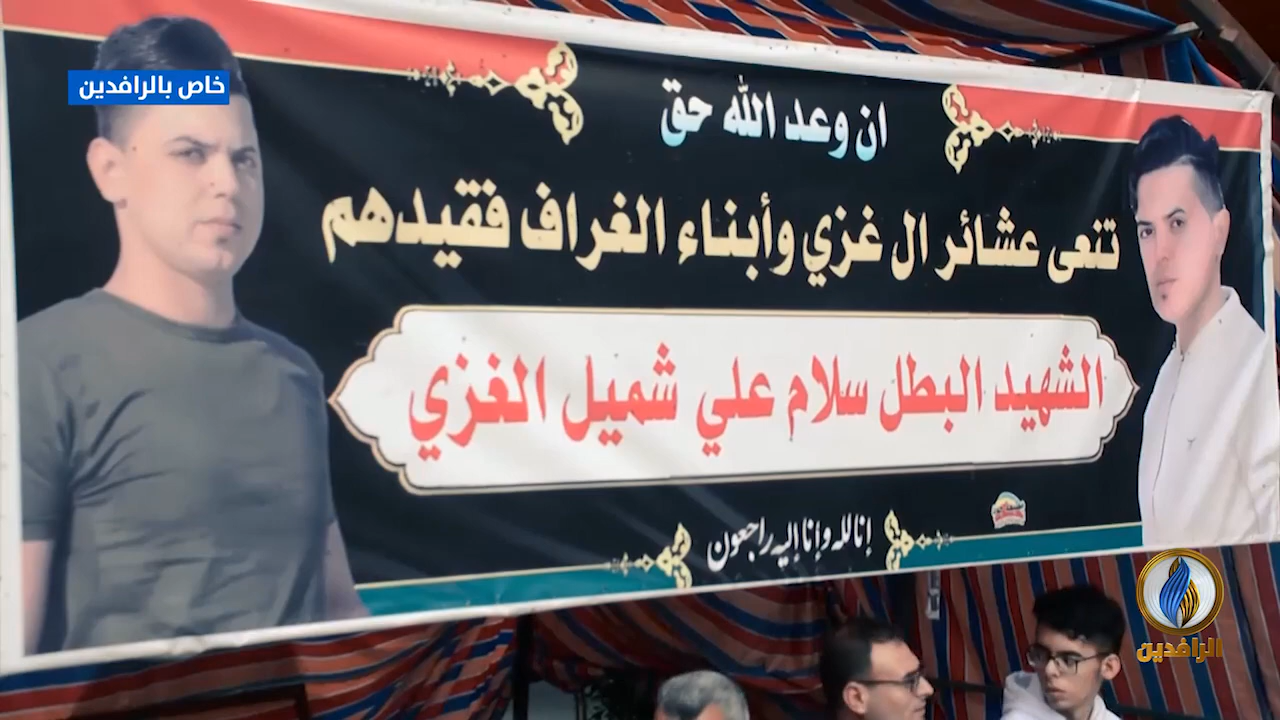 خاص بالرافدين
ان وعد الله حق
تنعى عشائر ال غزي وأبناء الغراف فقيدهم
الشهيد البطل سلام علي شميل الغزي
إنا لله وإنا إليه راجعون
الرافدين